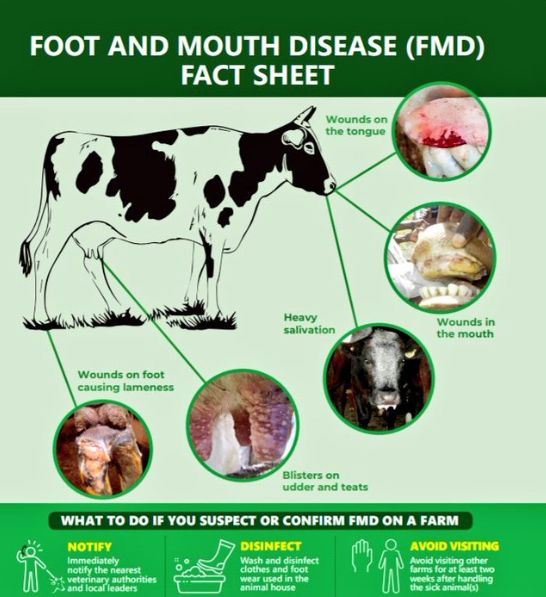 FOOT AND MOUTH DISEASE (FMD)
FACT SHEET
Wounds on
the tongue
Wounds in
the mouth
Heavy
salivation
Wounds on foot
causing lameness
Blisters on
udder and teats
WHAT TO DO IF YOU SUSPECT OR CONFIRM FMD ON A FARM
NOTIFY
Immediately
notify the nearest
veterinary authorities
and local leaders
DISINFECT
Wash and disinfect
clothes and foot
wear used in the
animal house
AVOID VISITING
Avoid visiting other
farms for at least two
weeks after handling
the sick animal(s)